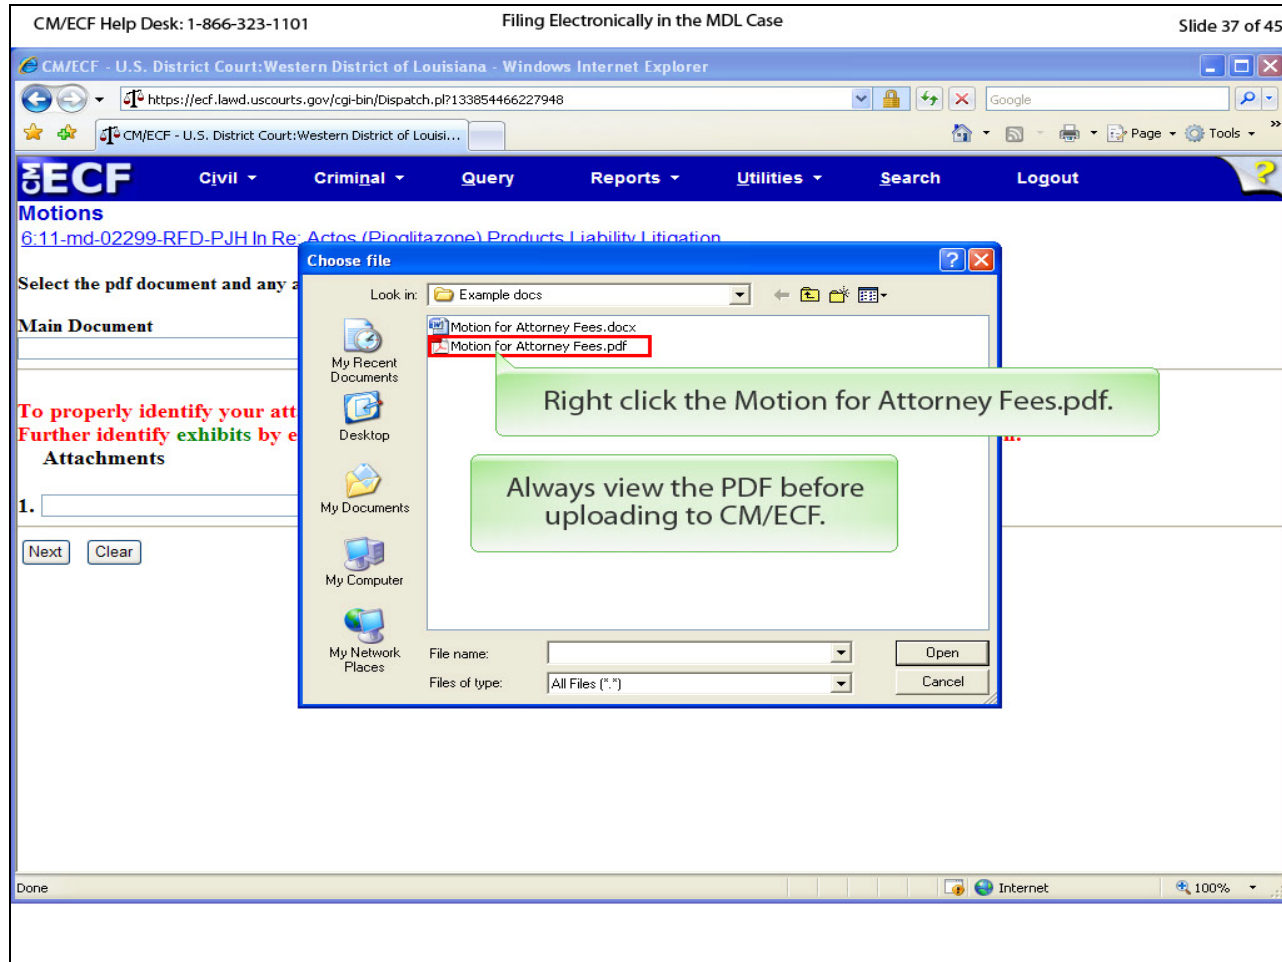 CM/ECF Help Desk: 1-866-323-1101
Filing Electronically in the MDL Case
Slide 37 of 45
CM/ECF - U.S. District Court:Western District of Louisiana - Windows Internet Explorer
https://ecf.lawd.uscourts.gov/cgi-bin/Dispatch.pl?133854466227948
Google
CM/ECF - U.S. District Court:Western District of Louisi...
Page
Tools
CM ECF
Civil
Criminal
Query
Reports
Utilities
Search
Logout
?
Motions
6:11-md-02299-RFD-PJH In Re: Actos (Pioglitazone) Products Liability Litigation
Select the pdf document and any a
Main Document
To properly identify your att
Further identify exhibits by e
Attachments
1.
Next
Clear
Choose file
Look in:
Example docs
My Recent
Documents
Desktop
My Documents
My Computer
My Network
Places
Motion for Attorney Fees.docx
Motion for Attorney Fees.pdf
Right click the Motion for Attorney Fees.pdf.
Always view the PDF before
uploading to CM/ECF.
File name:
Open
Files of type:
All Files (*.*)
Cancel
Done
Internet
100%